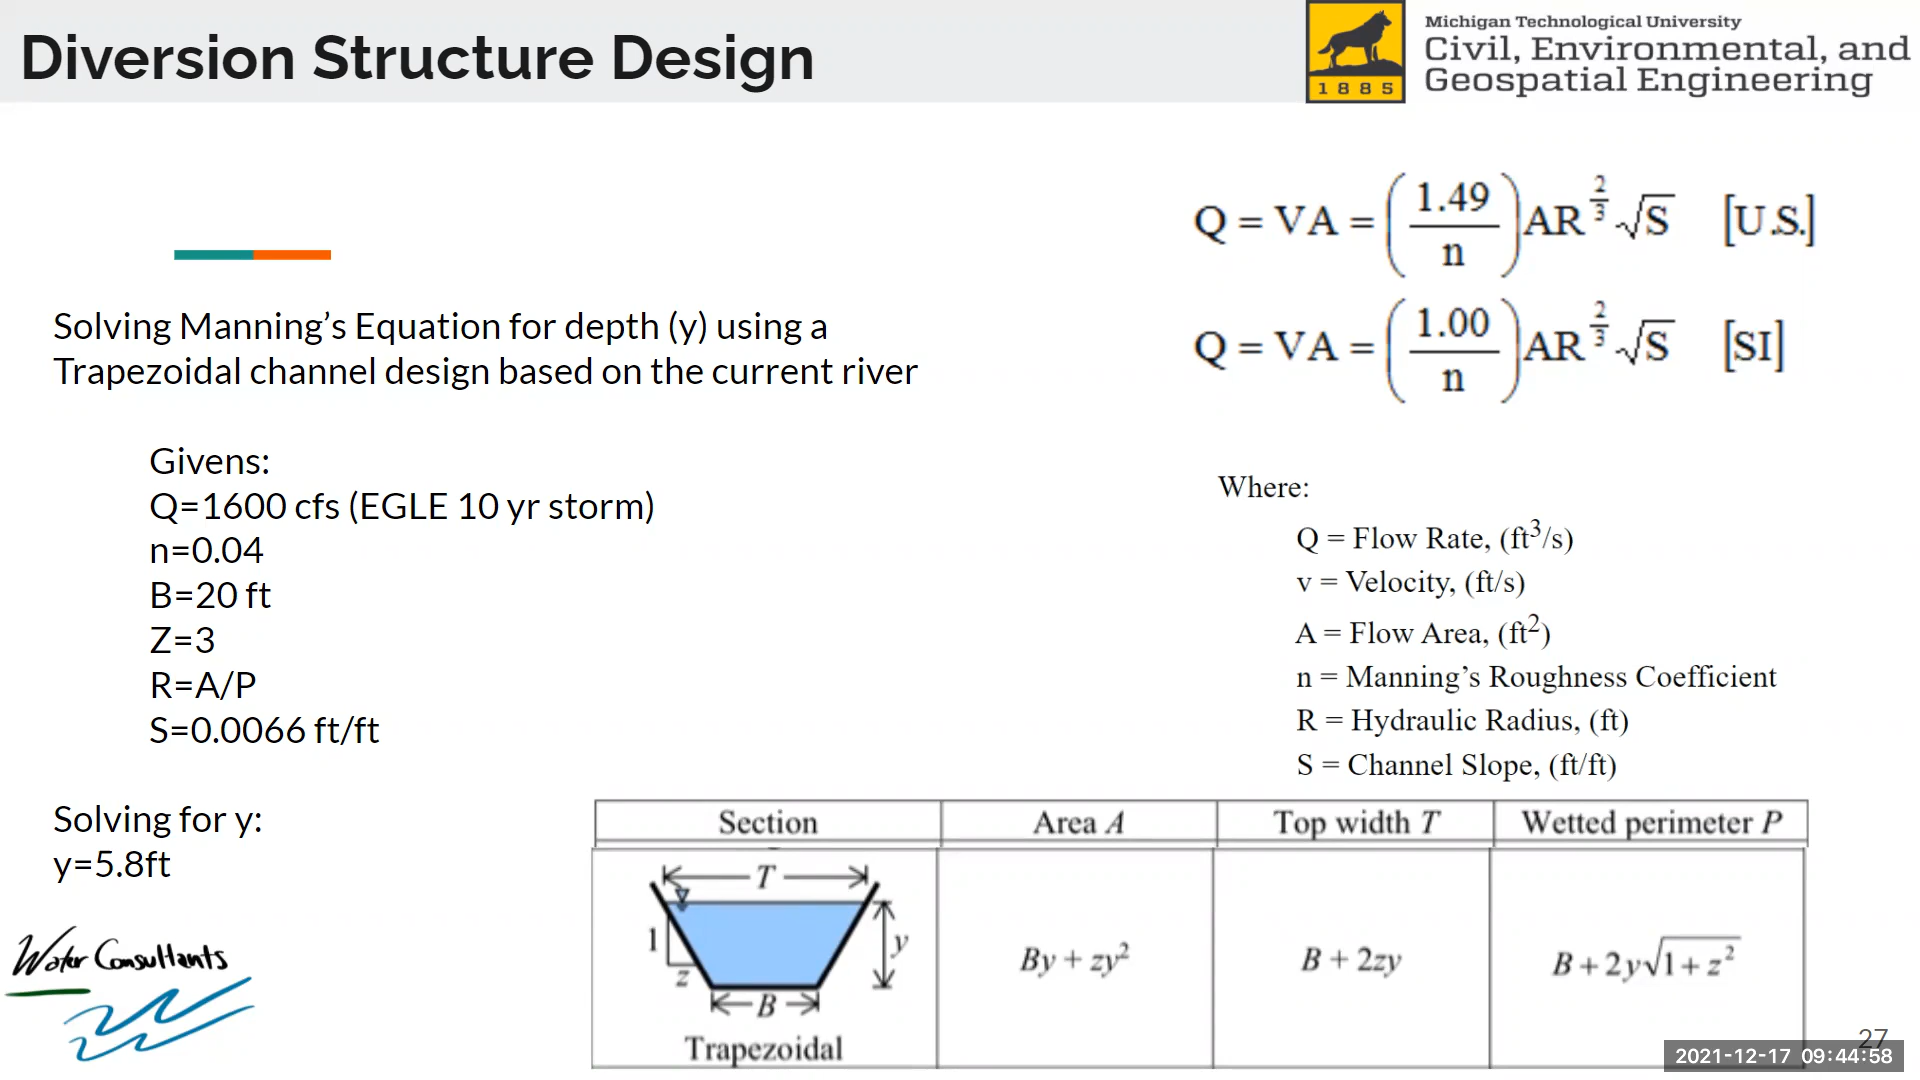 Diversion Structure Design
Michigan Technological University
Civil, Environmental, and
Geospatial Engineering
1885
Q = VA = (1.49/n) AR^(2/3) √S [U.S.]
Q = VA = (1.00/n) AR^(2/3) √S [SI]
Solving Manning's Equation for depth (y) using a
Trapezoidal channel design based on the current river
Givens:
Q=1600 cfs (EGLE 10 yr storm)
n=0.04
B=20 ft
Z=3
R=A/P
S=0.0066 ft/ft
Solving for y:
y=5.8ft
Where:
Q = Flow Rate, (ft³/s)
v = Velocity, (ft/s)
A = Flow Area, (ft²)
n = Manning's Roughness Coefficient
R = Hydraulic Radius, (ft)
S = Channel Slope, (ft/ft)
Section Area A Top width T Wetted perimeter P
T
1
z
y
B
Trapezoidal
By + zy²
B + 2zy
B + 2y√(1 + z²)
Water Consultants
27
2021-12-17 09:44:58